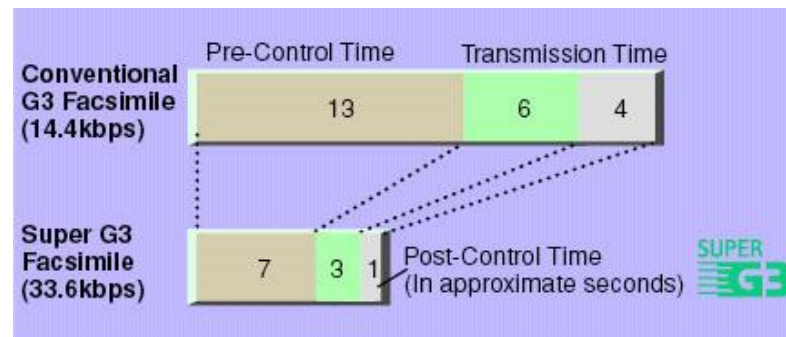 Pre-Control Time Transmission Time
Conventional
G3 Facsimile
(14.4kbps)
13 6 4
Super G3
Facsimile
(33.6kbps)
7 3 1
Post-Control Time
(In approximate seconds)
SUPER
G3